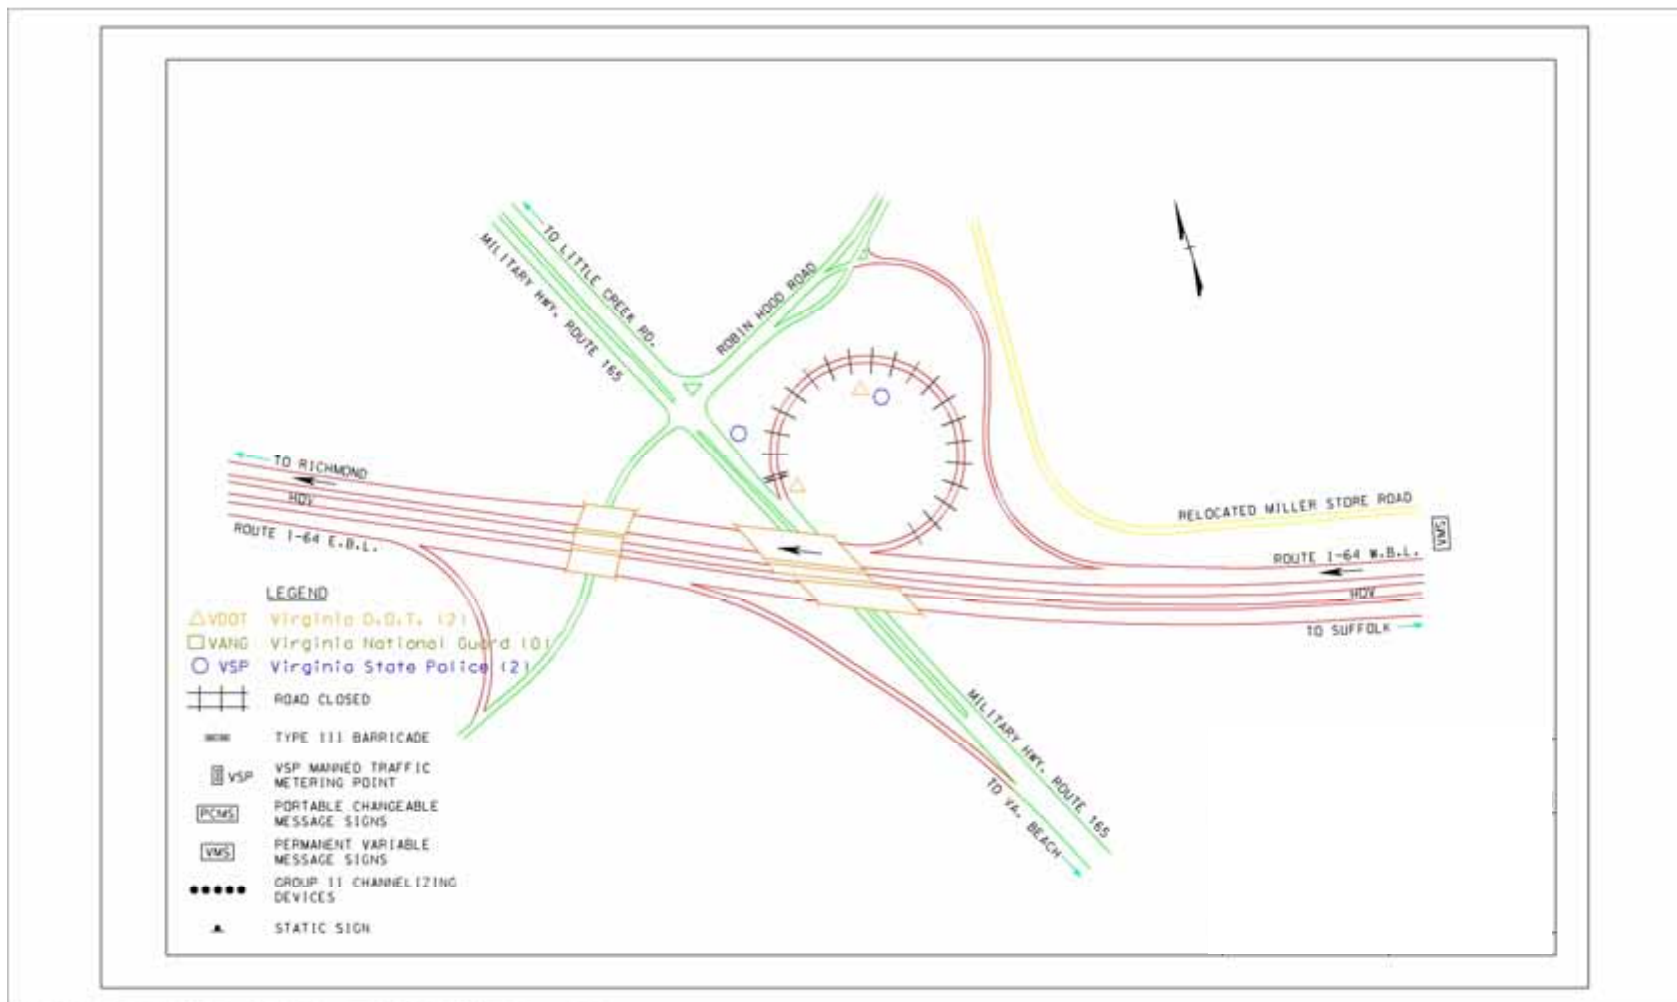 TO LITTLE CREEK RD.
MILITARY HWY. ROUTE 165
ROBIN HOOD ROAD
TO RICHMOND
HOV
ROUTE I-64 E.B.L.
RELOCATED MILLER STORE ROAD
VMS
ROUTE I-64 W.B.L.
HOV
TO SUFFOLK
MILITARY HWY. ROUTE 165
TO VA. BEACH
LEGEND
VDOT Virginia D.O.T. (2)
VANG Virginia National Guard (0)
VSP Virginia State Police (2)
ROAD CLOSED
TYPE III BARRICADE
VSP VSP MANNED TRAFFIC
METERING POINT
PCMS PORTABLE CHANGEABLE
MESSAGE SIGNS
VMS PERMANENT VARIABLE
MESSAGE SIGNS
GROUP II CHANNELIZING
DEVICES
STATIC SIGN